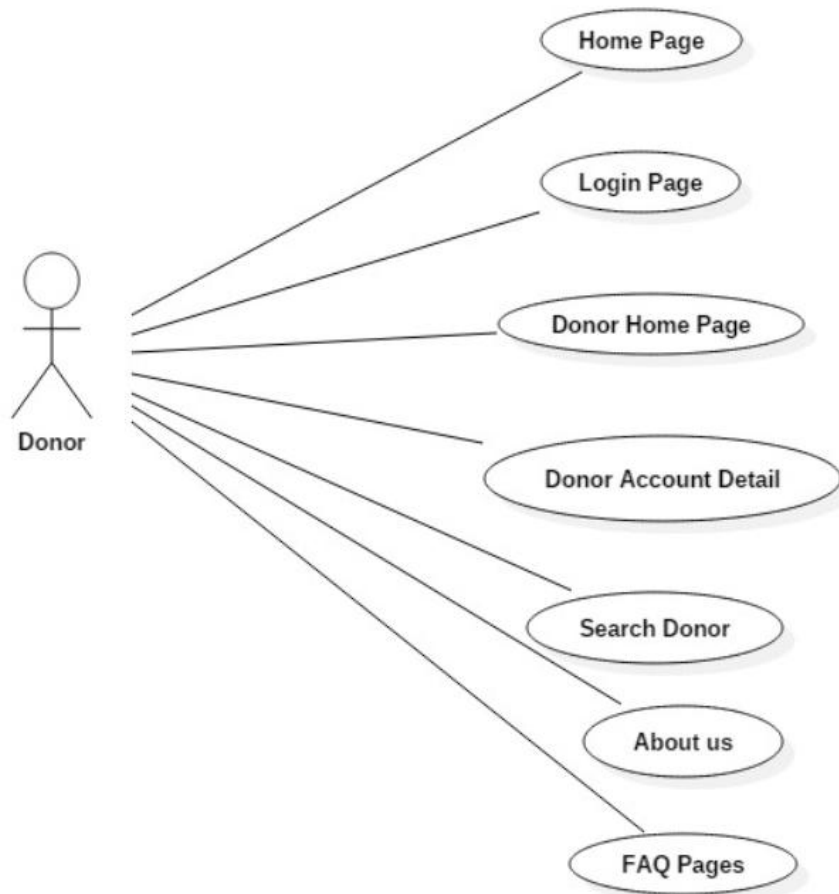 Home Page
Login Page
Donor Home Page
Donor
Donor Account Detail
Search Donor
About us
FAQ Pages